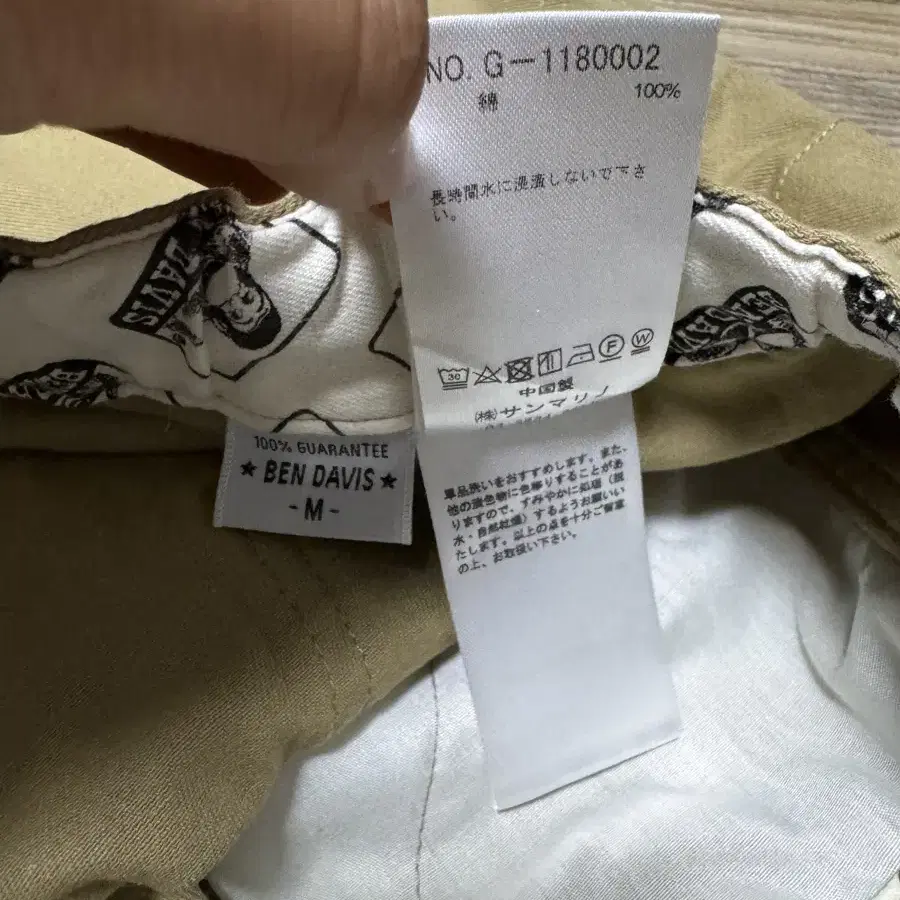 NO. G-1180002
綿 100%
長時間水に浸漬しないで下さ
い。
30
F W
中国製
(株)サンマリノ
単品洗いをおすすめします。また、
他の淡色物に色移りすることがあ
りますので、すみやかに処理(脱
水・自然乾燥)するようお願いい
たします。以上の点を十分ご留意
の上、お取扱い下さい。
DAVIS
100% GUARANTEE
★ BEN DAVIS ★
- M -